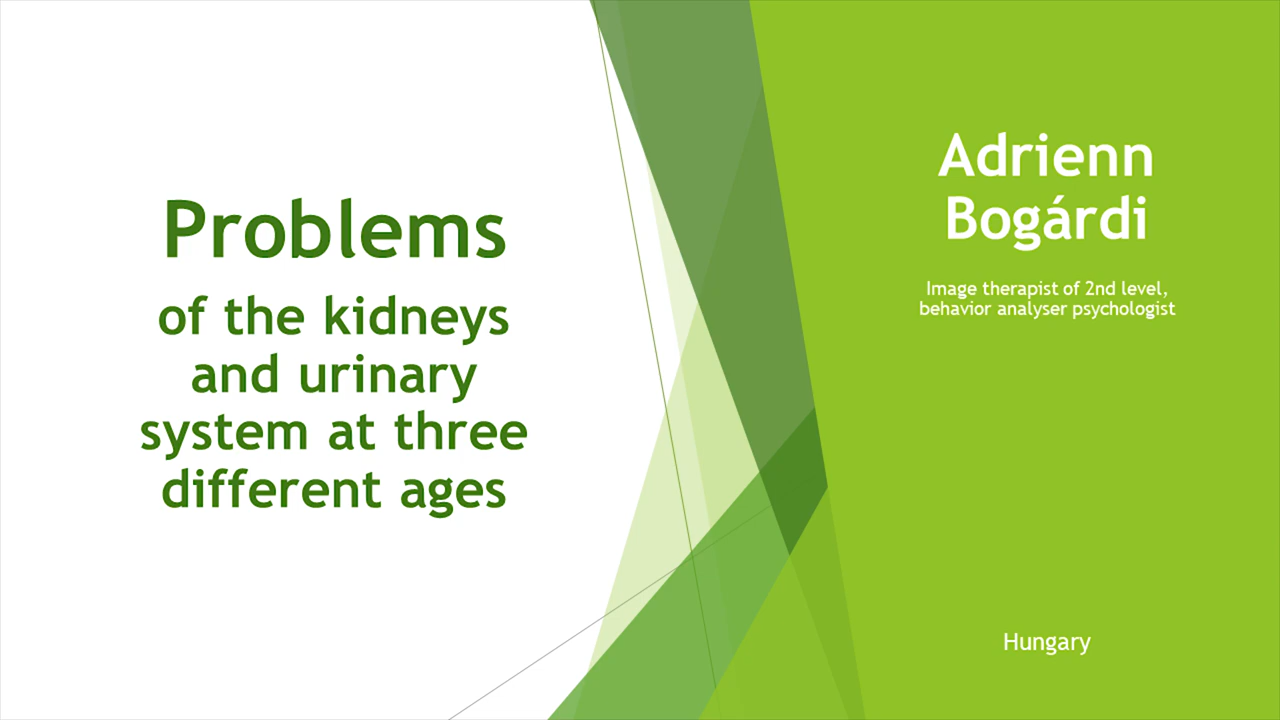 Problems
of the kidneys
and urinary
system at three
different ages
Adrienn
Bogárdi
Image therapist of 2nd level,
behavior analyser psychologist
Hungary